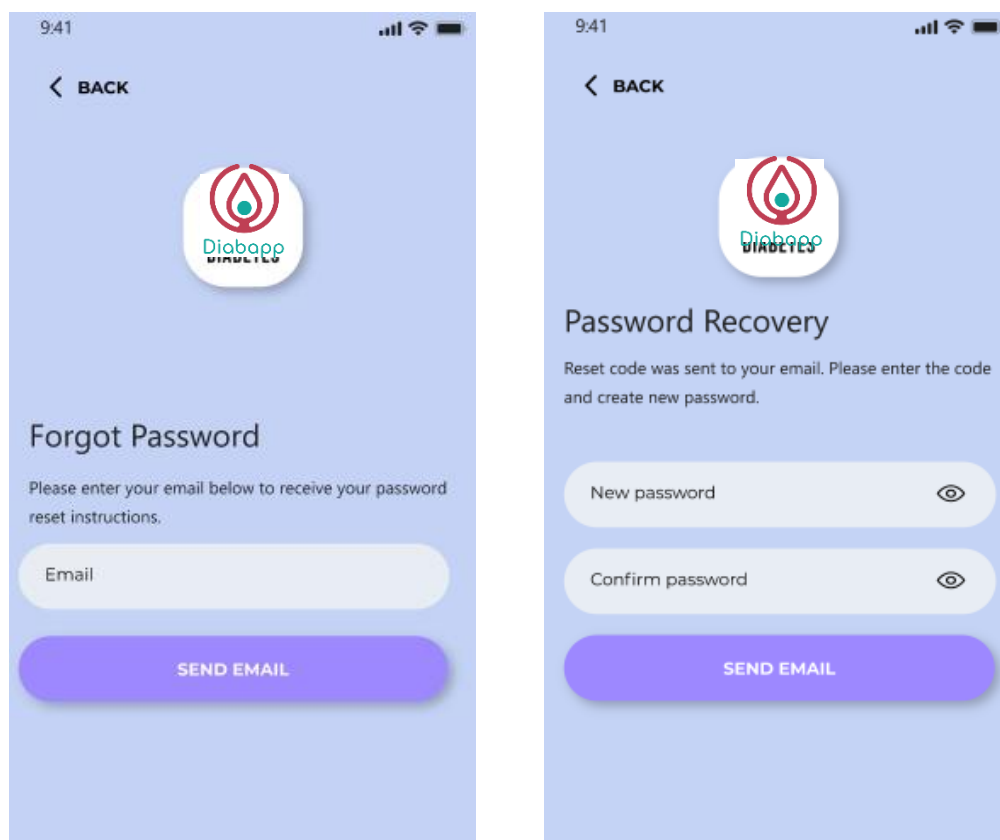 9:41
BACK
Diabapp
DIABETES
Forgot Password
Please enter your email below to receive your password
reset instructions.
Email
SEND EMAIL
9:41
BACK
Diabapp
DIABETES
Password Recovery
Reset code was sent to your email. Please enter the code
and create new password.
New password
Confirm password
SEND EMAIL